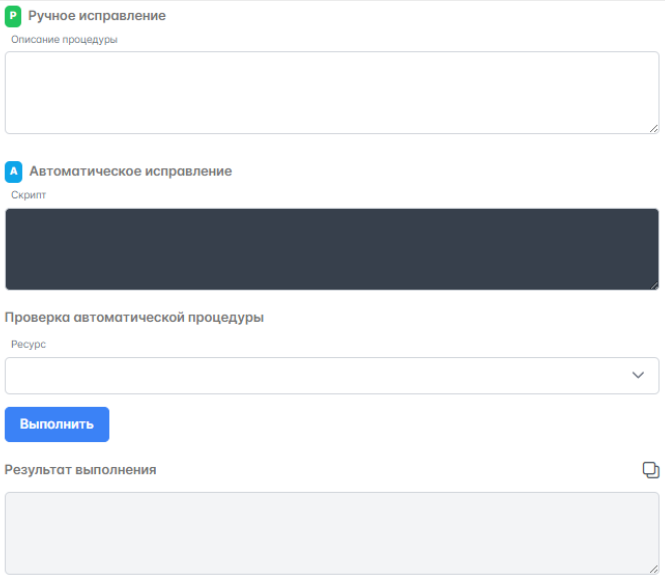 Р Ручное исправление
Описание процедуры
А Автоматическое исправление
Скрипт
Проверка автоматической процедуры
Ресурс
Выполнить
Результат выполнения